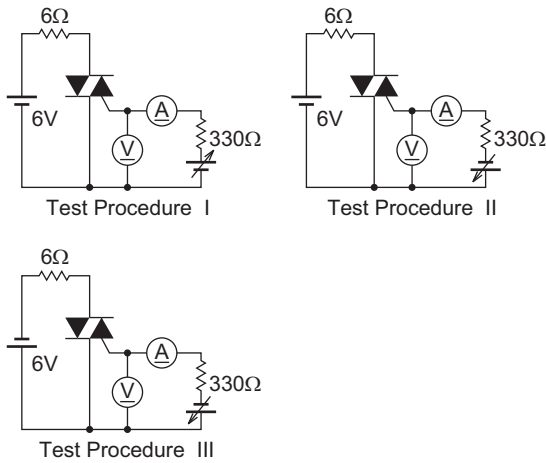 6Ω
6V
A
V
330Ω
Test Procedure I
6Ω
6V
A
V
330Ω
Test Procedure II
6Ω
6V
A
V
330Ω
Test Procedure III